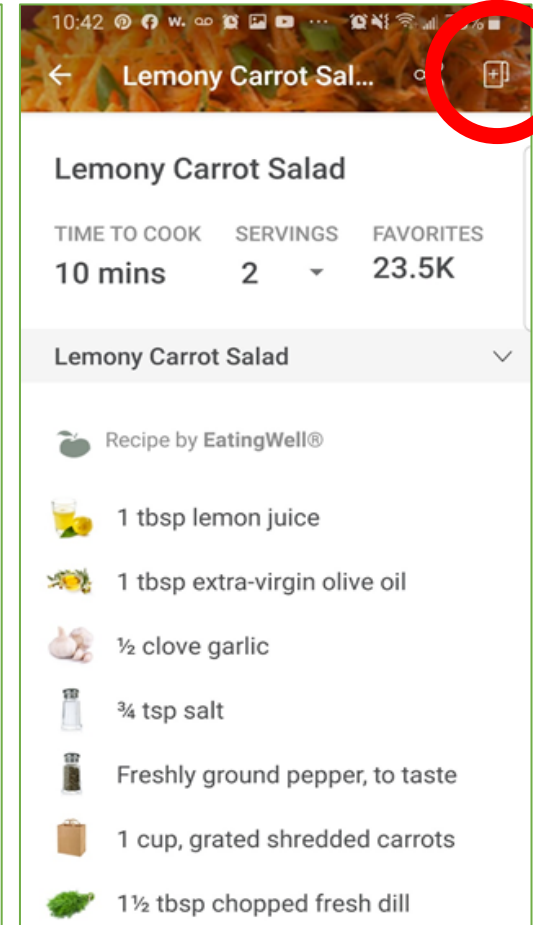 10:42 w.
Lemony Carrot Sal...
Lemony Carrot Salad
TIME TO COOK SERVINGS FAVORITES
10 mins 2 23.5K
Lemony Carrot Salad
Recipe by EatingWell®
1 tbsp lemon juice
1 tbsp extra-virgin olive oil
½ clove garlic
¾ tsp salt
Freshly ground pepper, to taste
1 cup, grated shredded carrots
1½ tbsp chopped fresh dill